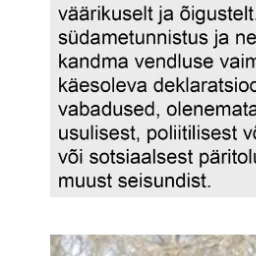 väärikuselt ja õigustelt.
südametunnistus ja ne
kandma vendluse vaim
käesoleva deklaratsioo
vabadused, olenemata
usulisest, poliitilisest v
või sotsiaalsest päritolu
muust seisundist.